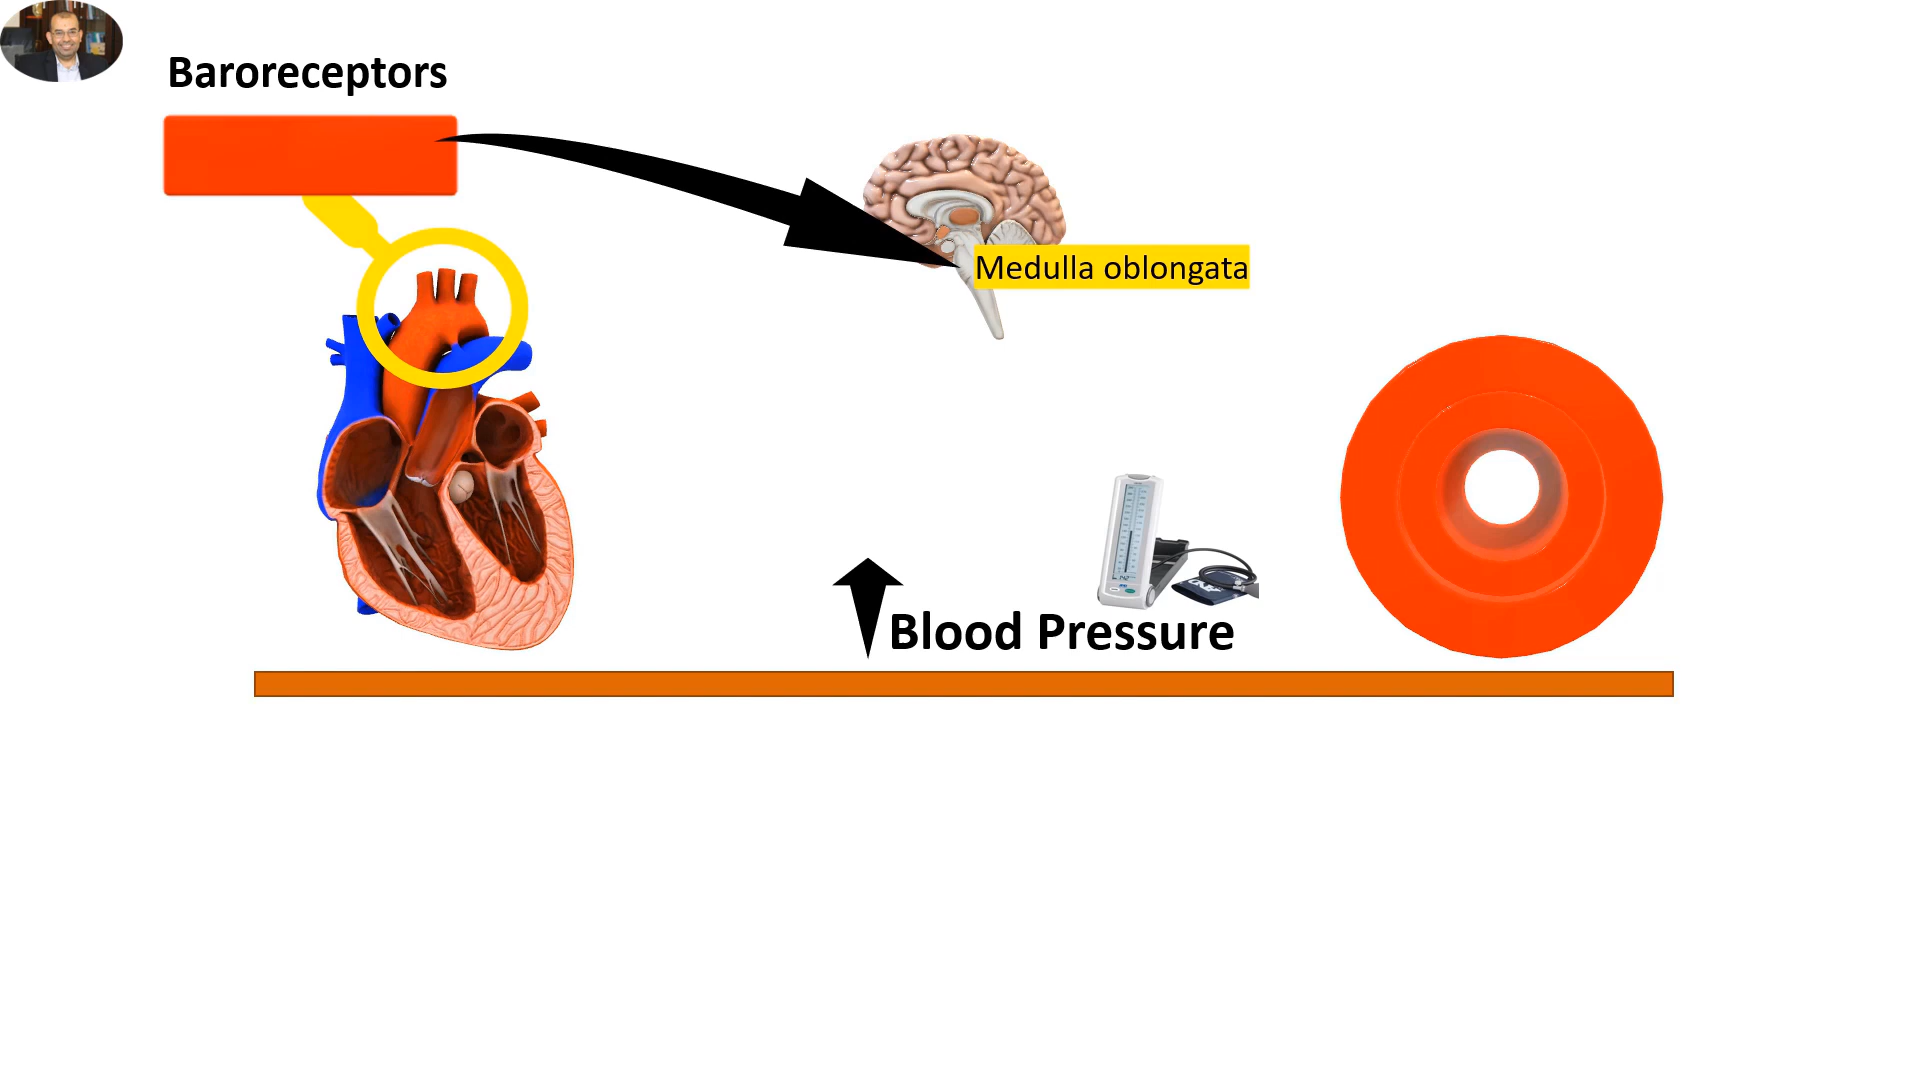 Baroreceptors
Medulla oblongata
Blood Pressure